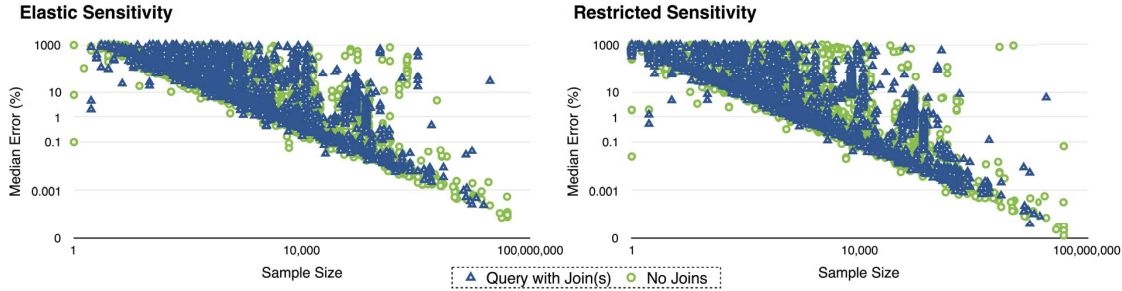 Elastic Sensitivity
Median Error (%)
1000
10
1
0.1
0.001
0
1
10,000
100,000,000
Sample Size
Restricted Sensitivity
Median Error (%)
1000
10
1
0.1
0.001
0
1
10,000
100,000,000
Sample Size
Query with Join(s)
No Joins